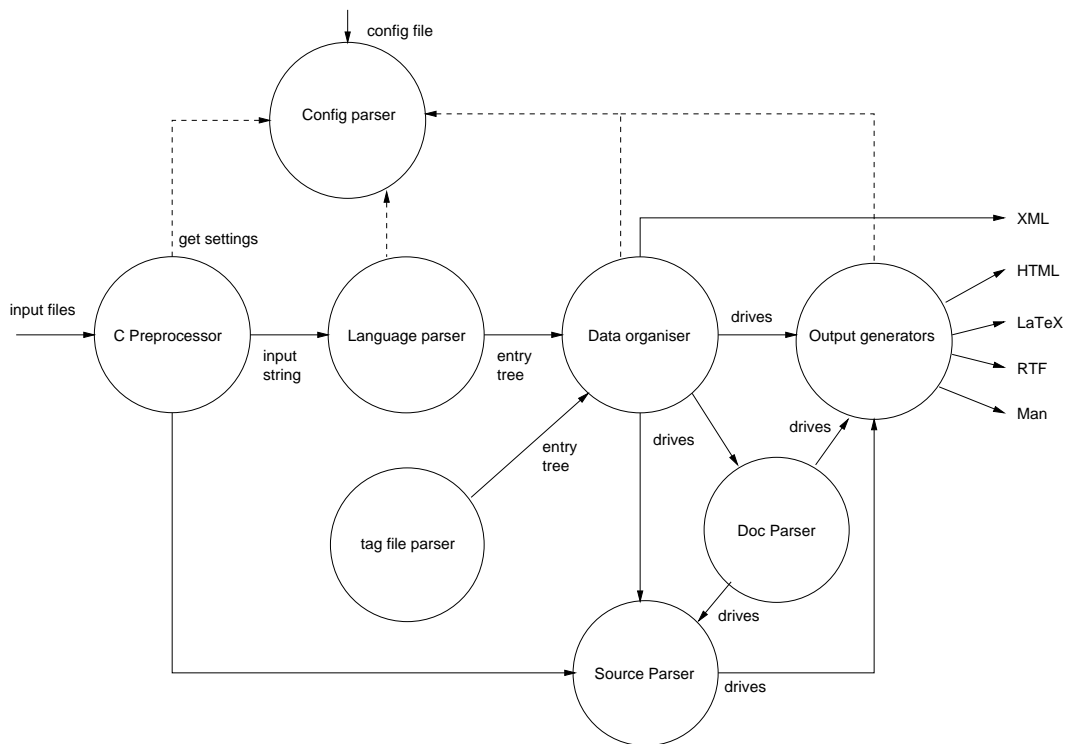 config file
Config parser
get settings
XML
HTML
input files
C Preprocessor
input
string
Language parser
entry
tree
Data organiser
drives
Output generators
LaTeX
RTF
Man
drives
drives
entry
tree
tag file parser
Doc Parser
drives
Source Parser
drives